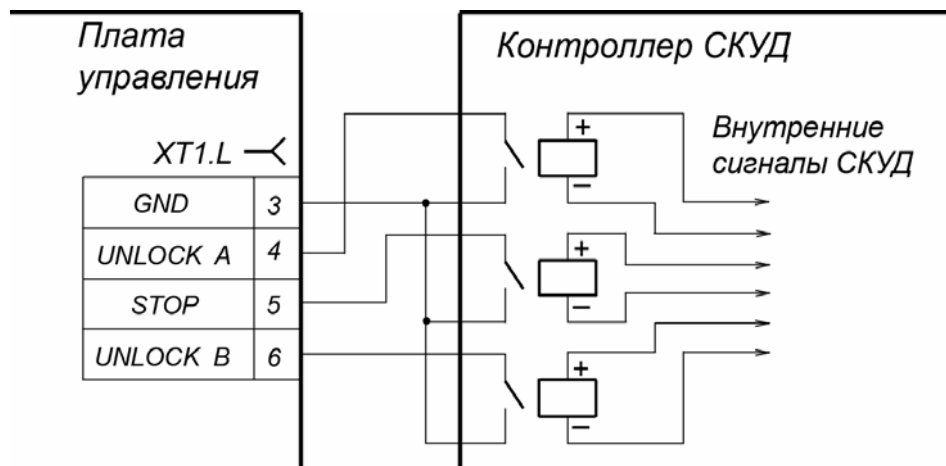 Плата
управления
Контроллер СКУД
XT1.L
GND 3
UNLOCK A 4
STOP 5
UNLOCK B 6
Внутренние
сигналы СКУД
+
−
+
−
+
−